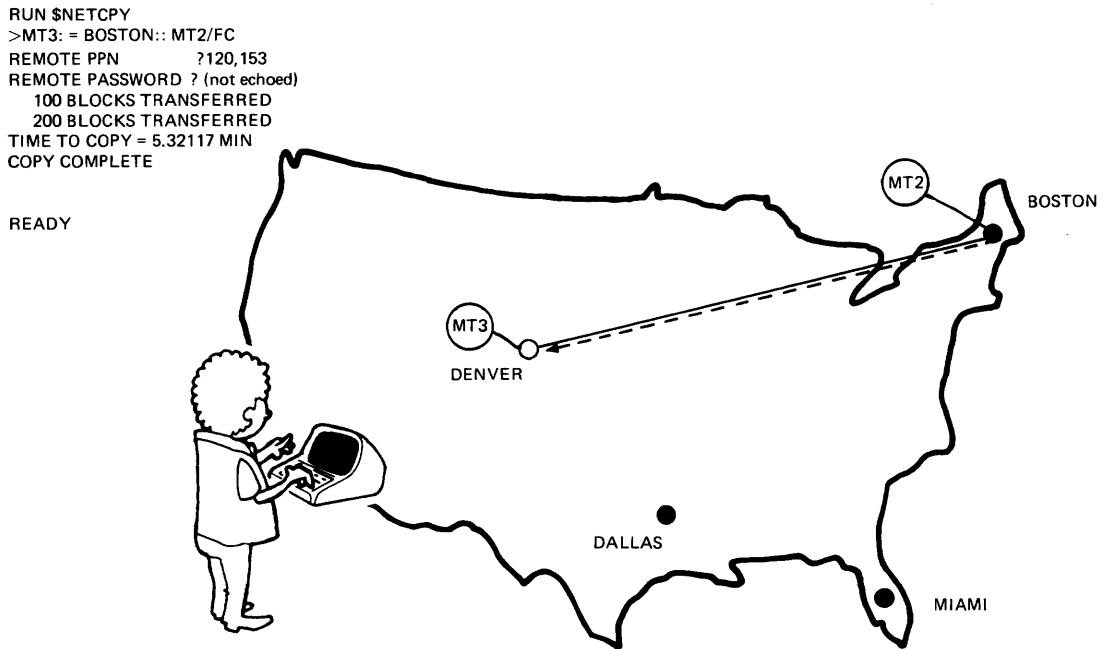 RUN $NETCPY
>MT3: = BOSTON:: MT2/FC
REMOTE PPN ?120,153
REMOTE PASSWORD ? (not echoed)
100 BLOCKS TRANSFERRED
200 BLOCKS TRANSFERRED
TIME TO COPY = 5.32117 MIN
COPY COMPLETE
READY
MT2
BOSTON
MT3
DENVER
DALLAS
MIAMI